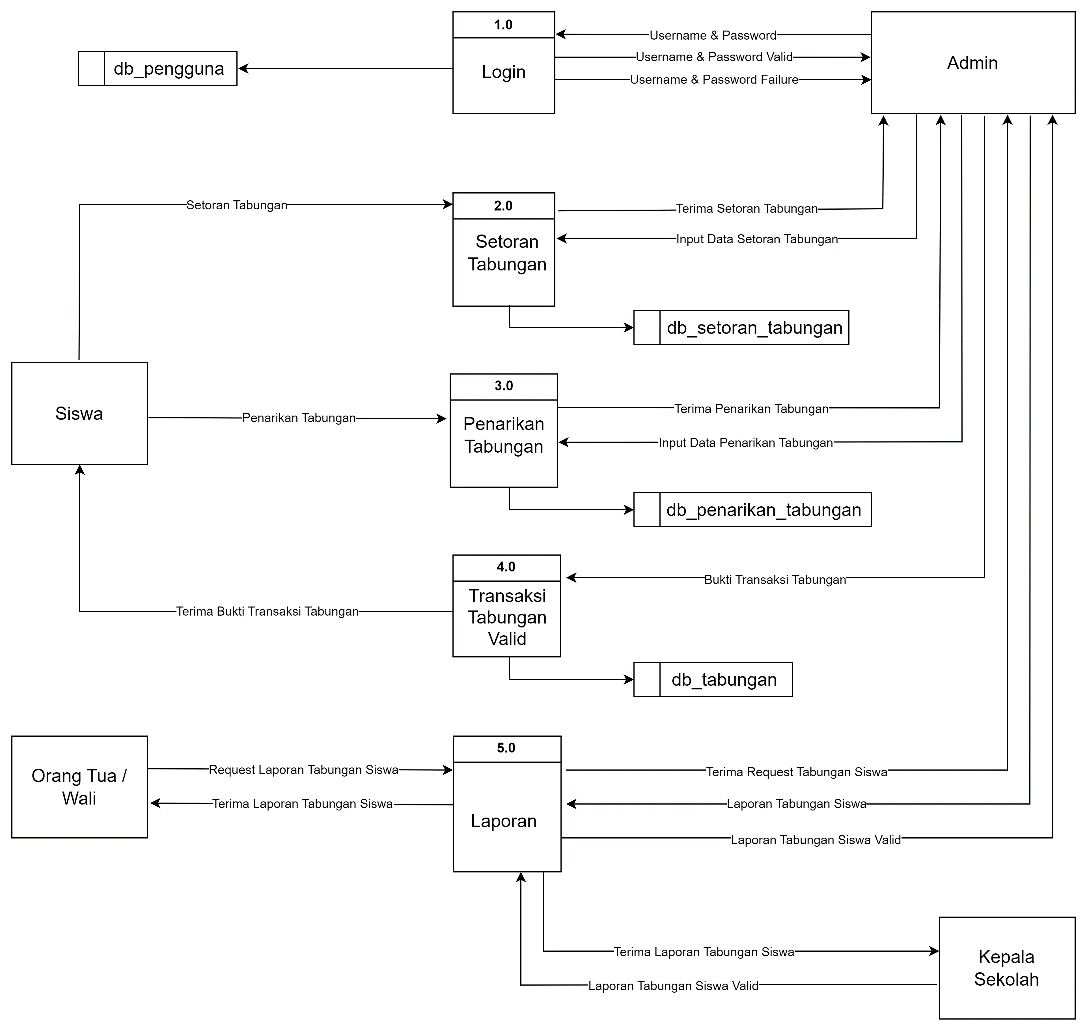 1.0
Login
Username & Password
Username & Password Valid
Username & Password Failure
Admin
db_pengguna
Setoran Tabungan
2.0
Setoran
Tabungan
Terima Setoran Tabungan
Input Data Setoran Tabungan
db_setoran_tabungan
Siswa
Penarikan Tabungan
3.0
Penarikan
Tabungan
Terima Penarikan Tabungan
Input Data Penarikan Tabungan
db_penarikan_tabungan
4.0
Transaksi
Tabungan
Valid
Bukti Transaksi Tabungan
Terima Bukti Transaksi Tabungan
db_tabungan
Orang Tua /
Wali
Request Laporan Tabungan Siswa
Terima Laporan Tabungan Siswa
5.0
Laporan
Terima Request Tabungan Siswa
Laporan Tabungan Siswa
Laporan Tabungan Siswa Valid
Terima Laporan Tabungan Siswa
Laporan Tabungan Siswa Valid
Kepala
Sekolah